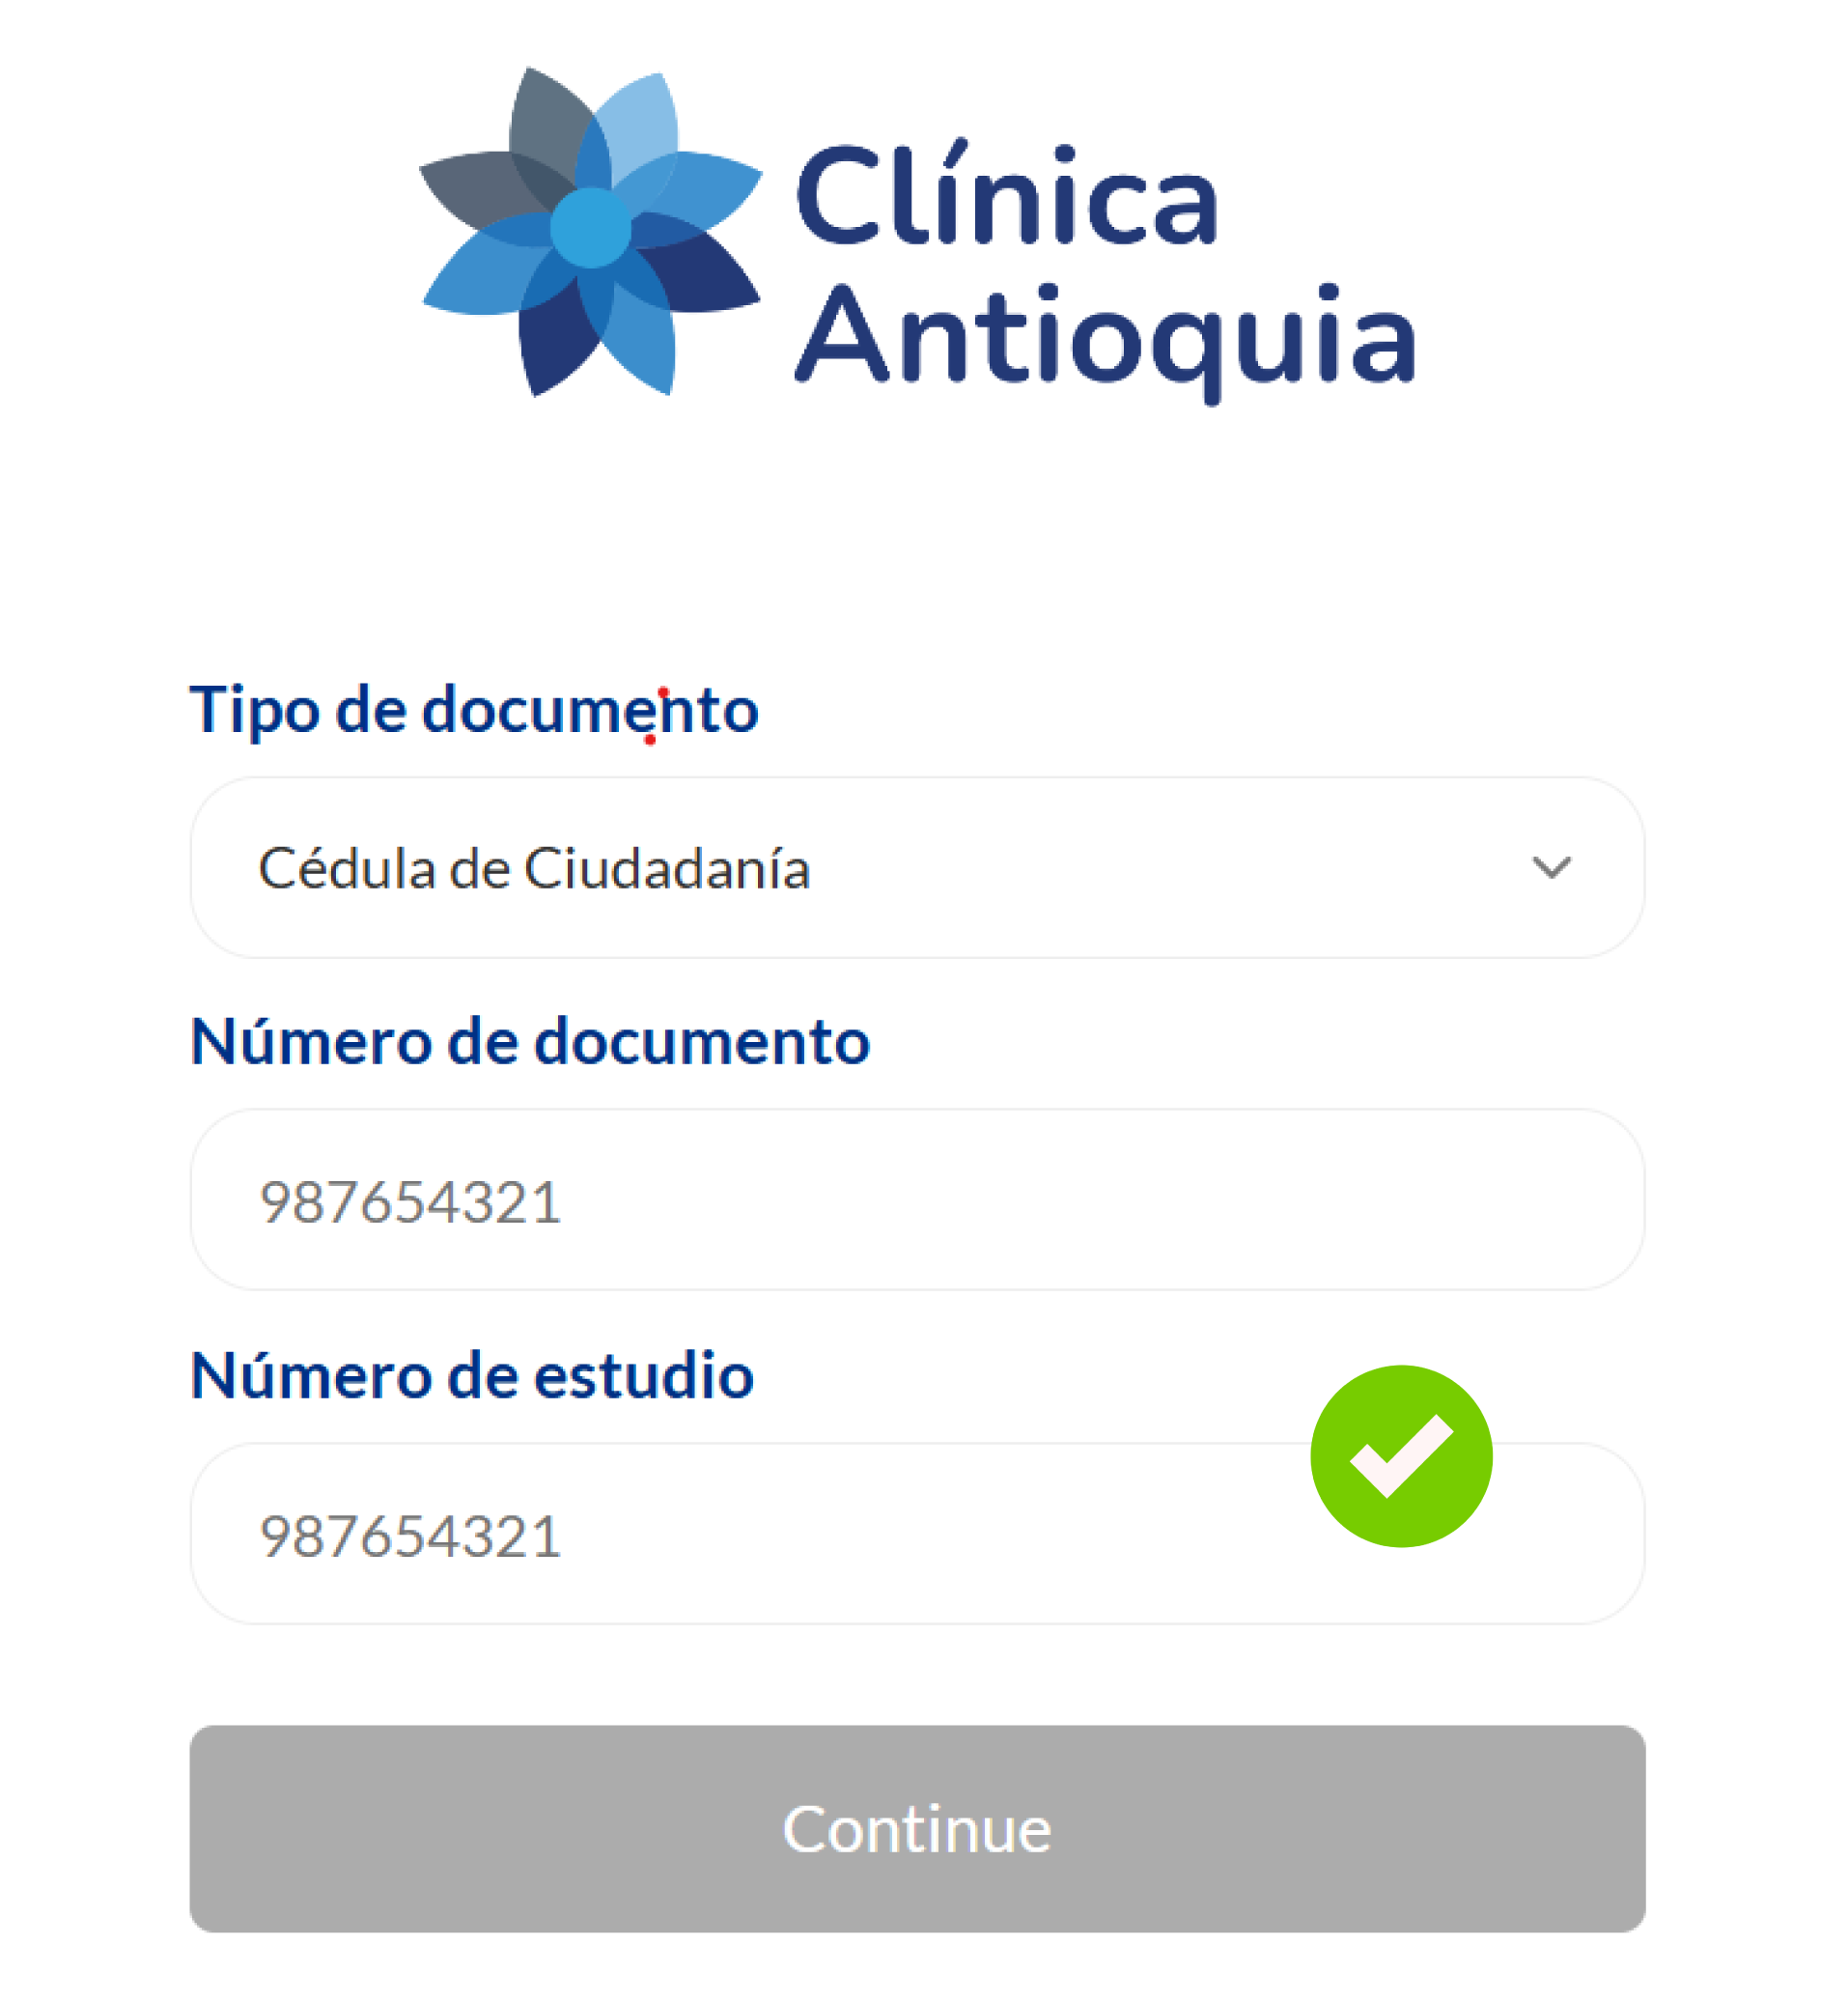 Clínica
Antioquia
Tipo de documento
Cédula de Ciudadanía
Número de documento
987654321
Número de estudio
987654321
Continue